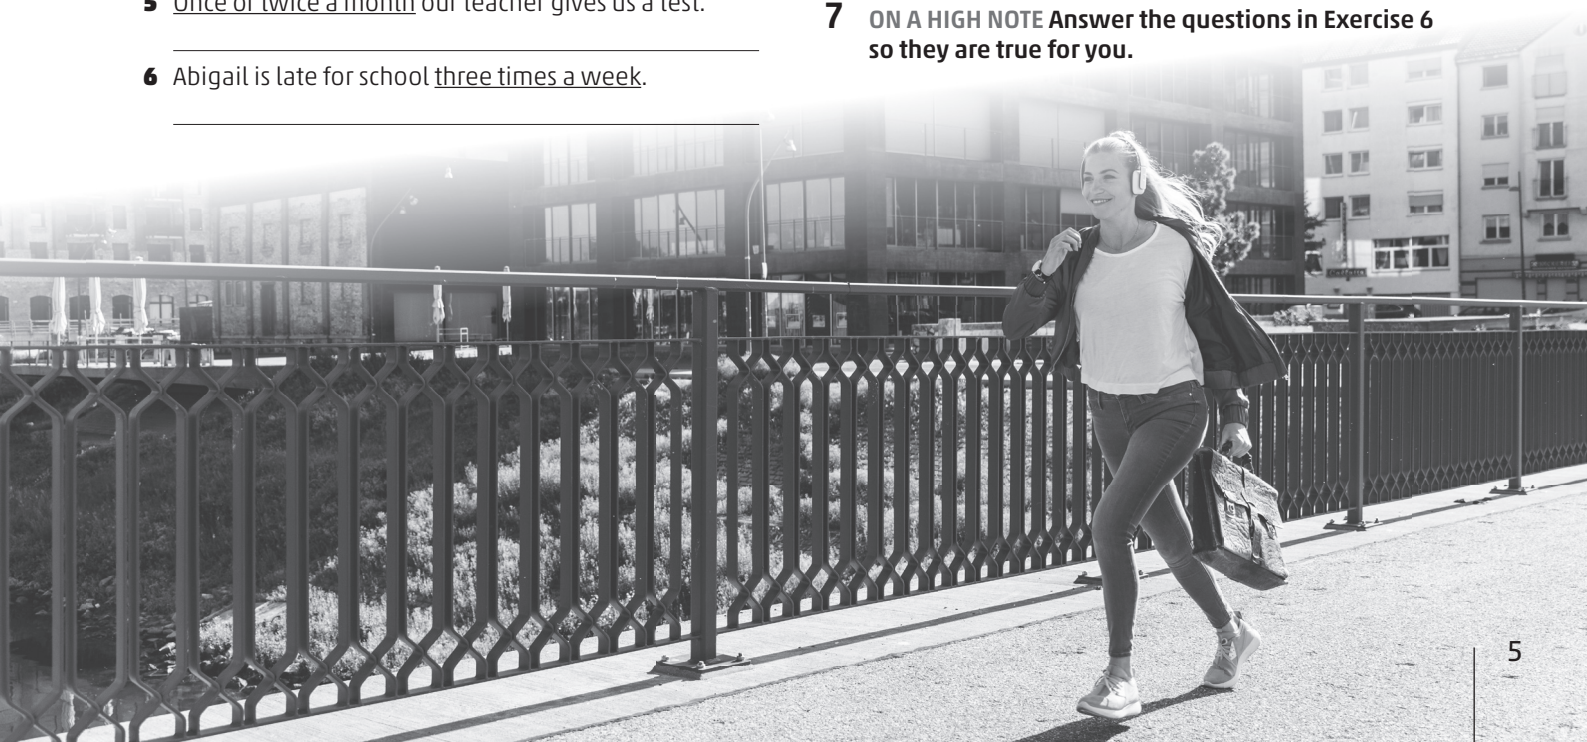 5 Once or twice a month our teacher gives us a test.
6 Abigail is late for school three times a week.
7 ON A HIGH NOTE Answer the questions in Exercise 6
so they are true for you.
5